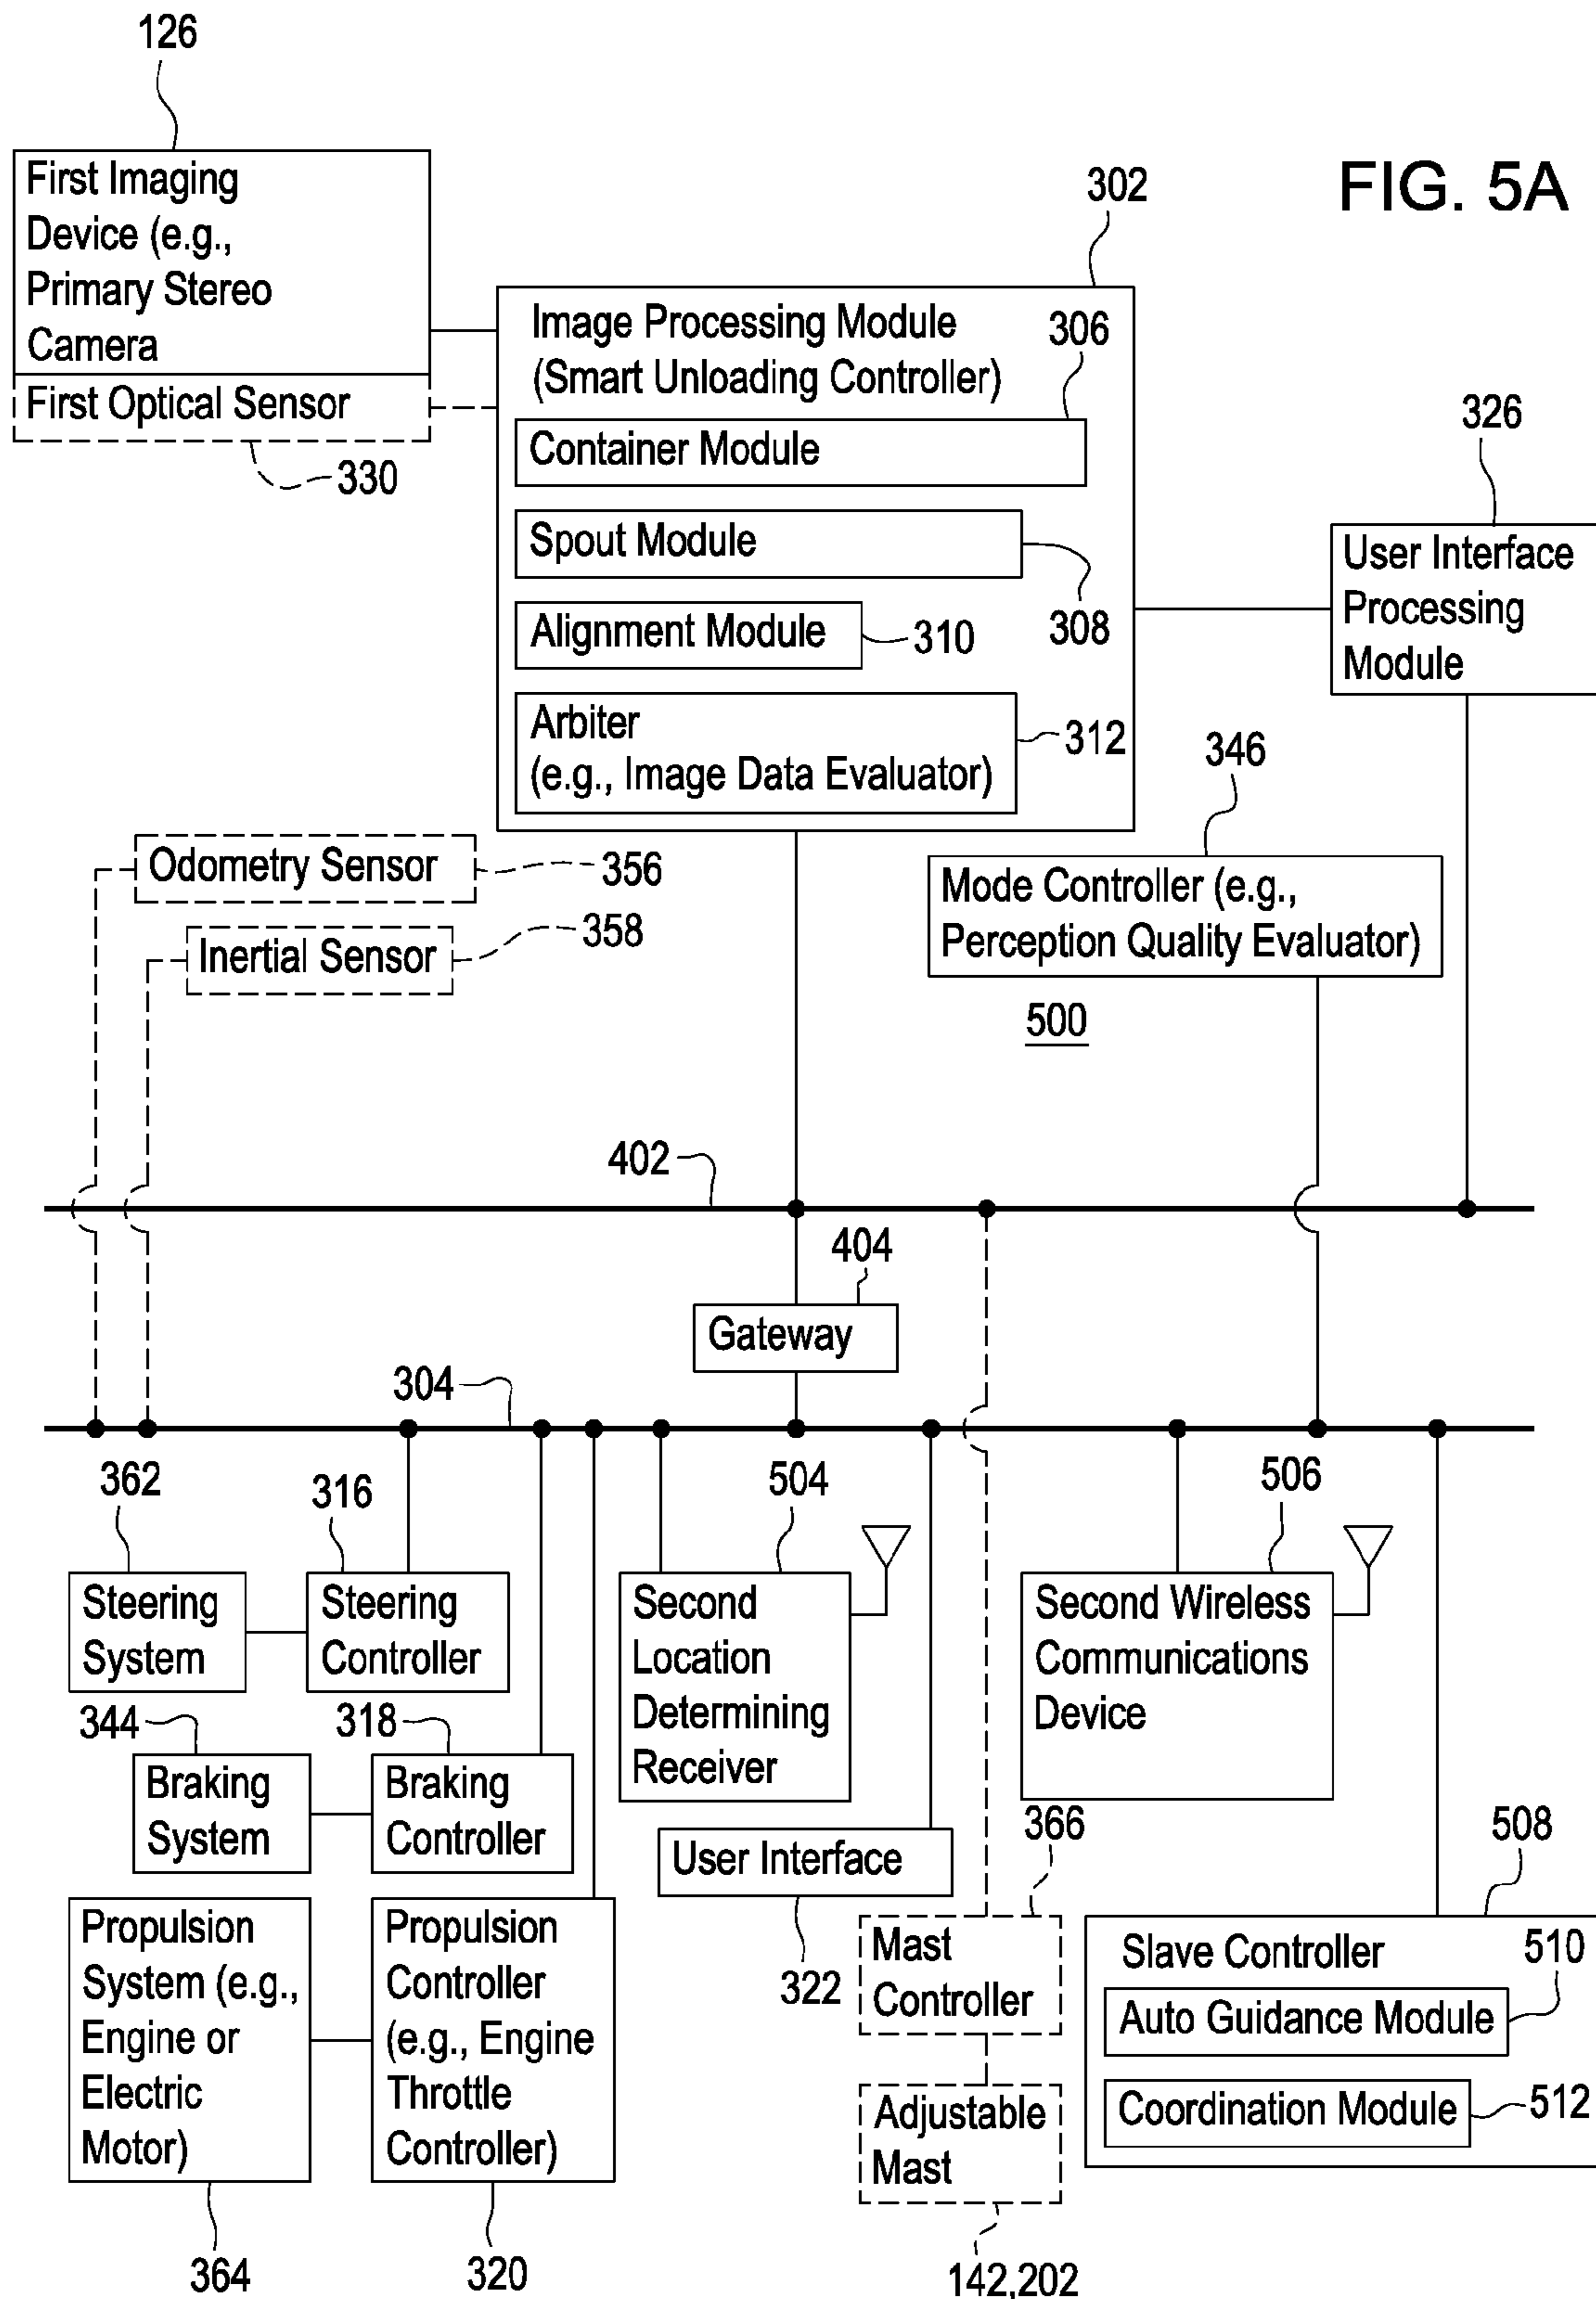 126
FIG. 5A
First Imaging
Device (e.g.,
Primary Stereo
Camera
First Optical Sensor
330
302
Image Processing Module
(Smart Unloading Controller)
306
Container Module
Spout Module
308
Alignment Module
310
Arbiter
(e.g., Image Data Evaluator)
312
326
User Interface
Processing
Module
346
Mode Controller (e.g.,
Perception Quality Evaluator)
500
Odometry Sensor
356
Inertial Sensor
358
402
404
Gateway
304
362
Steering
System
316
Steering
Controller
344
Braking
System
318
Braking
Controller
Propulsion
System (e.g.,
Engine or
Electric
Motor)
364
Propulsion
Controller
(e.g., Engine
Throttle
Controller)
320
504
Second
Location
Determining
Receiver
User Interface
322
506
Second Wireless
Communications
Device
366
Mast
Controller
Adjustable
Mast
142,202
508
Slave Controller
510
Auto Guidance Module
Coordination Module
512